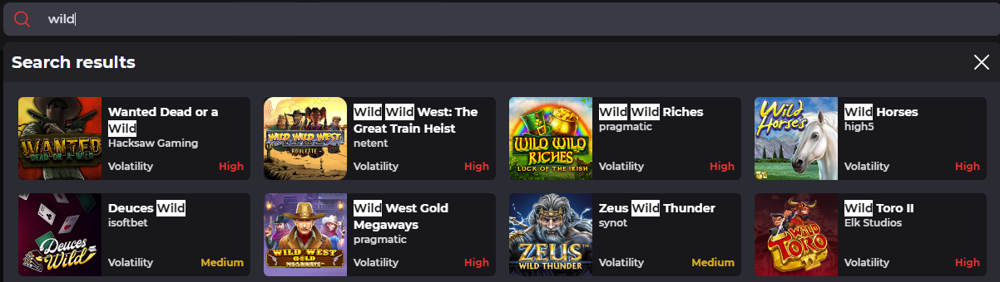 wild
Search results
Wanted Dead or a
Wild
Hacksaw Gaming
Volatility High
WANTED
DEAD OR A WILD
Wild Wild West: The
Great Train Heist
netent
Volatility High
WILD WILD WEST
ROULETTE
Wild Wild Riches
pragmatic
Volatility High
WILD WILD
RICHES
LUCK OF THE IRISH
Wild Horses
high5
Volatility High
Wild
Horses
Deuces Wild
isoftbet
Volatility Medium
Deuces
Wild
Wild West Gold
Megaways
pragmatic
Volatility High
WILD WEST
GOLD
MEGAWAYS
Zeus Wild Thunder
synot
Volatility Medium
ZEUS
WILD THUNDER
Wild Toro II
Elk Studios
Volatility High
WILD
TORO